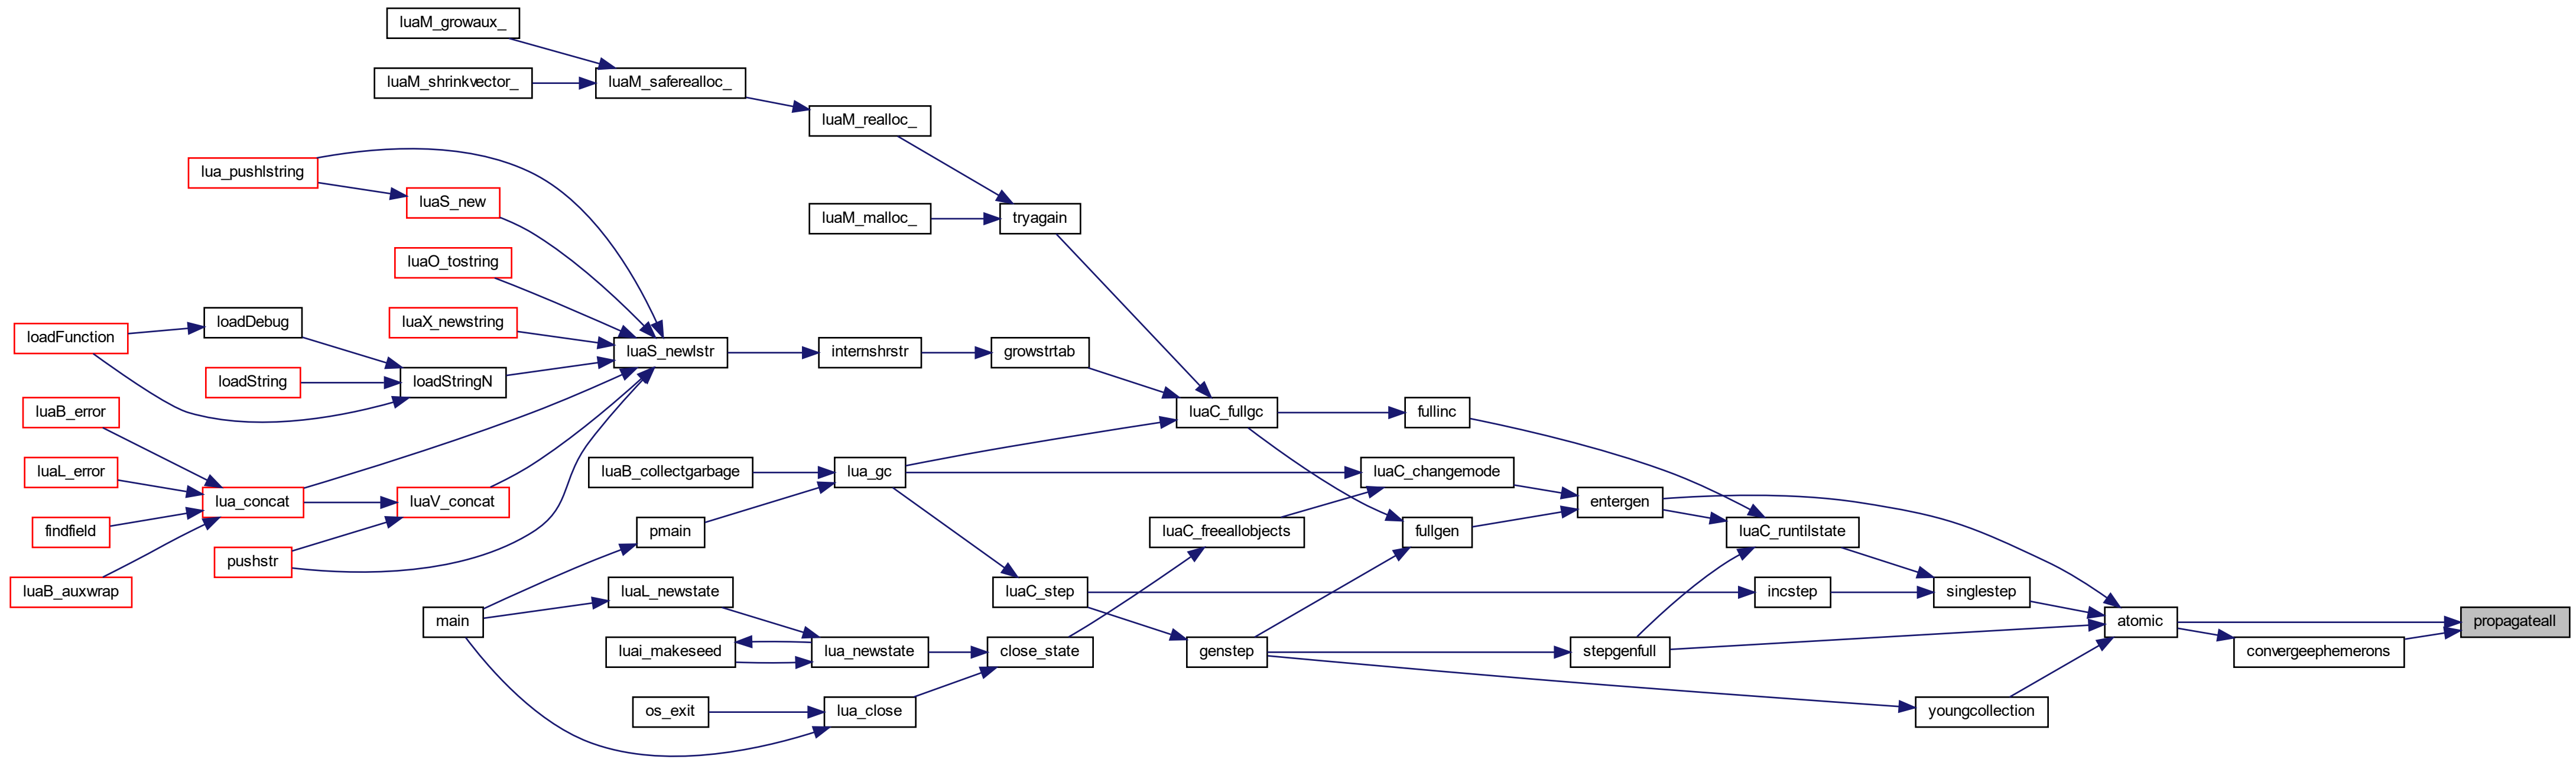 luaM_growaux_
luaM_shrinkvector_
luaM_saferealloc_
luaM_realloc_
lua_pushlstring
luaS_new
luaM_malloc_
tryagain
luaO_tostring
luaX_newstring
loadDebug
loadFunction
luaS_newlstr
internshrstr
growstrtab
loadString
loadStringN
luaB_error
luaC_fullgc
fullinc
luaL_error
luaB_collectgarbage
lua_gc
luaC_changemode
lua_concat
luaV_concat
entergen
findfield
pmain
luaC_freeallobjects
fullgen
luaC_runtilstate
pushstr
luaB_auxwrap
luaL_newstate
luaC_step
incstep
singlestep
main
atomic
propagateall
luai_makeseed
lua_newstate
close_state
genstep
stepgenfull
convergeephemerons
os_exit
lua_close
youngcollection